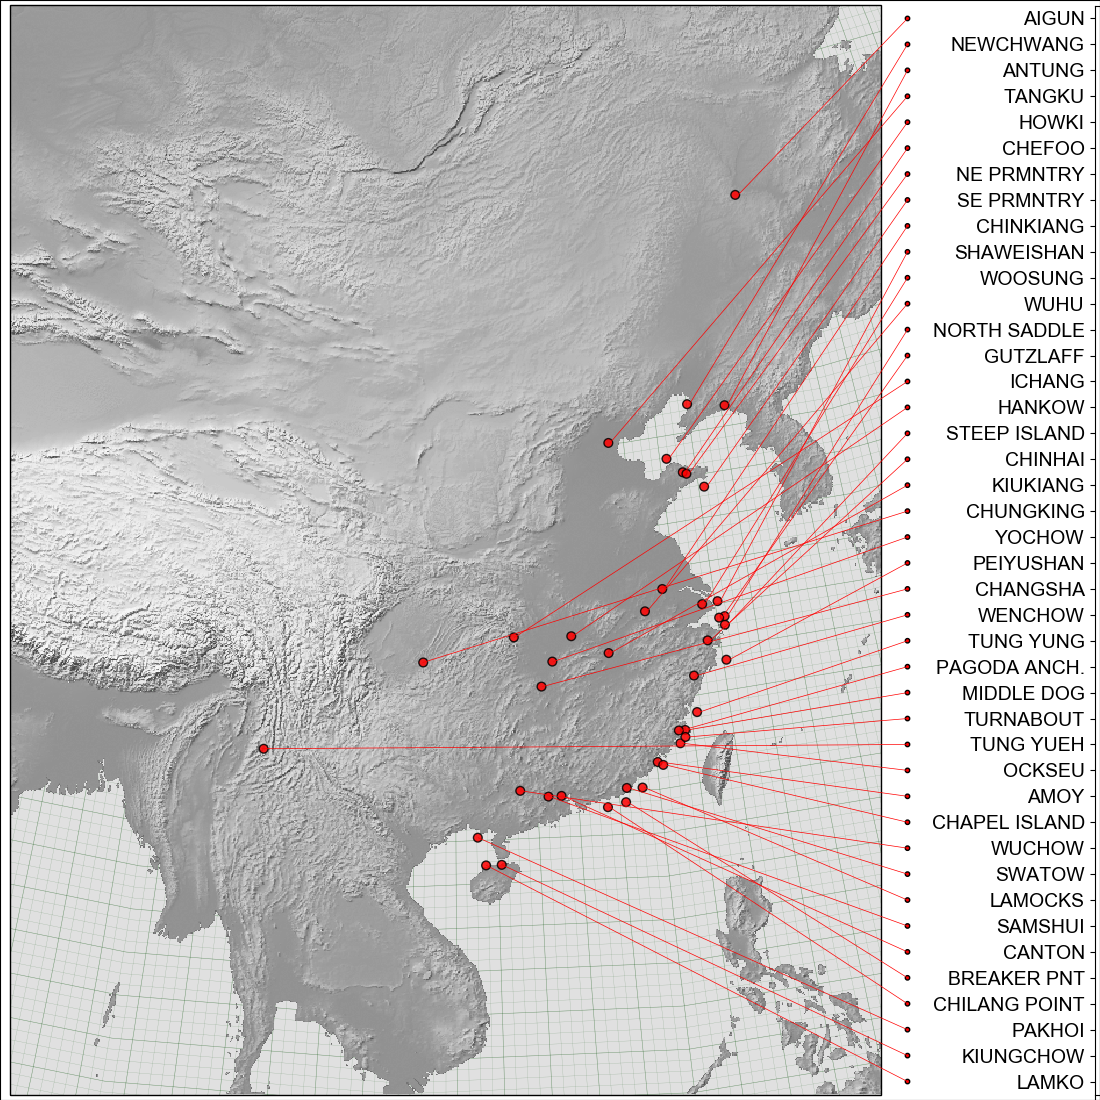 AIGUN
NEWCHWANG
ANTUNG
TANGKU
HOWKI
CHEFOO
NE PRMNTRY
SE PRMNTRY
CHINKIANG
SHAWEISHAN
WOOSUNG
WUHU
NORTH SADDLE
GUTZLAFF
ICHANG
HANKOW
STEEP ISLAND
CHINHAI
KIUKIANG
CHUNGKING
YOCHOW
PEIYUSHAN
CHANGSHA
WENCHOW
TUNG YUNG
PAGODA ANCH.
MIDDLE DOG
TURNABOUT
TUNG YUEH
OCKSEU
AMOY
CHAPEL ISLAND
WUCHOW
SWATOW
LAMOCKS
SAMSHUI
CANTON
BREAKER PNT
CHILANG POINT
PAKHOI
KIUNGCHOW
LAMKO